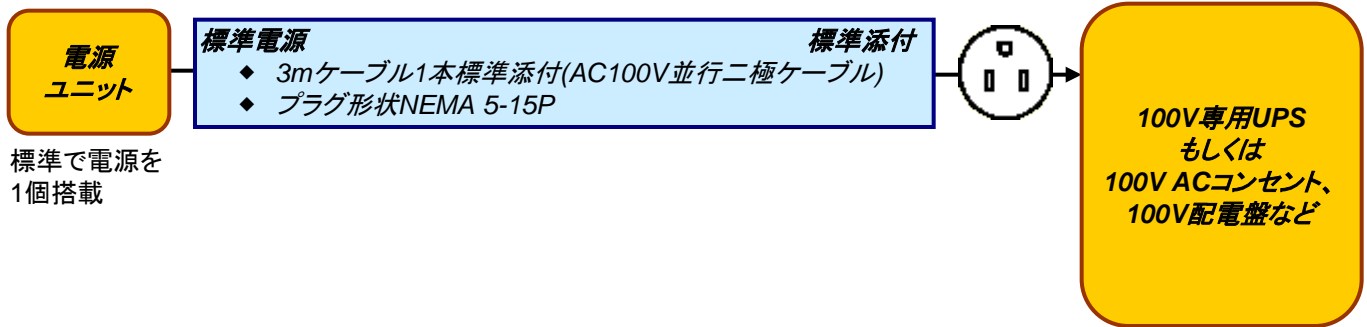 電源
ユニット
標準で電源を
1個搭載
標準電源 標準添付
◆ 3mケーブル1本標準添付(AC100V並行二極ケーブル)
◆ プラグ形状NEMA 5-15P
100V専用UPS
もしくは
100V ACコンセント、
100V配電盤など